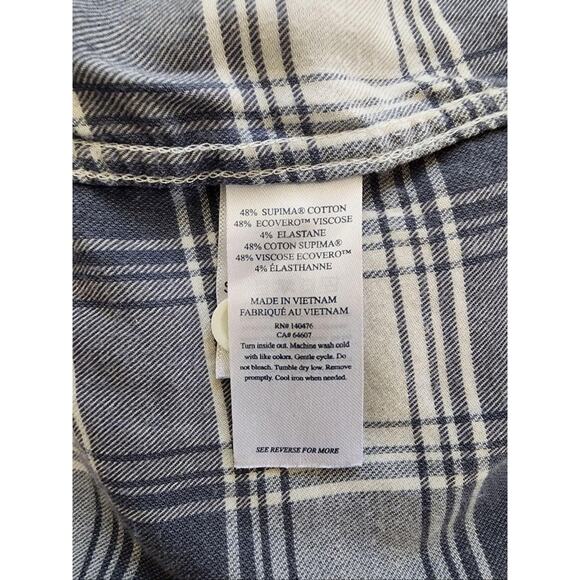 48% SUPIMA® COTTON
48% ECOVERO™ VISCOSE
4% ELASTANE
48% COTON SUPIMA®
48% VISCOSE ECOVERO™
4% ÉLASTHANNE
MADE IN VIETNAM
FABRIQUÉ AU VIETNAM
RN# 140476
CA# 64607
Turn inside out. Machine wash cold
with like colors. Gentle cycle. Do
not bleach. Tumble dry low. Remove
promptly. Cool iron when needed.
SEE REVERSE FOR MORE